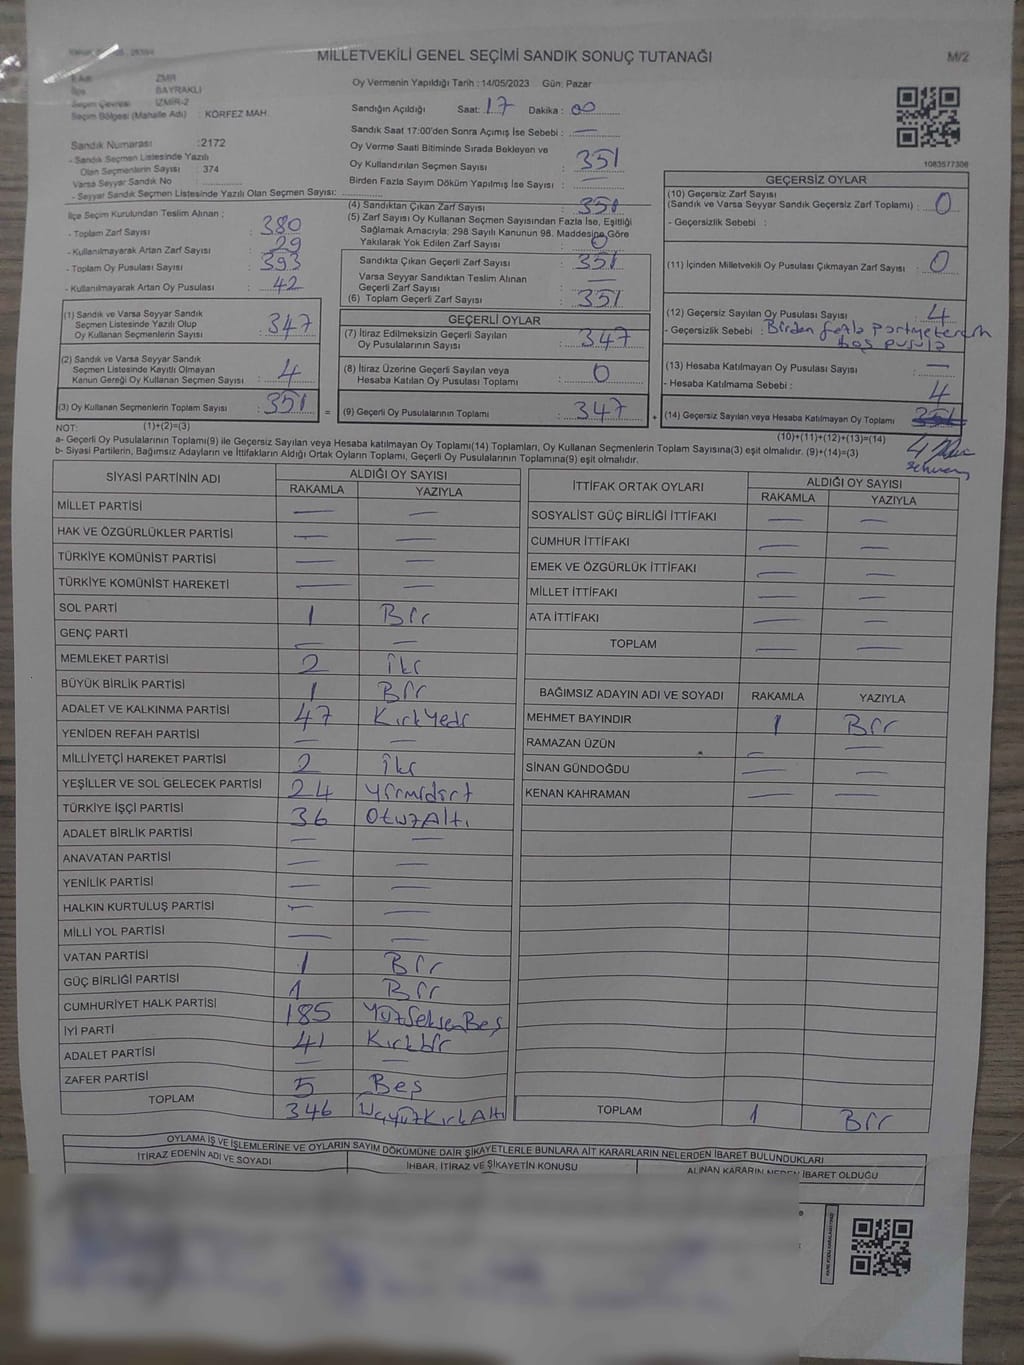 MİLLETVEKİLİ GENEL SEÇİMİ SANDIK SONUÇ TUTANAĞI
M/2
İlçe BAYRAKLI
Seçim Çevresi İZMİR-2
Seçim Bölgesi (Mahalle Adı) : KÖRFEZ MAH.
Sandık Numarası :2172
- Sandık Seçmen Listesinde Yazılı
Olan Seçmenlerin Sayısı : 374
Varsa Seyyar Sandık No :
- Seyyar Sandık Seçmen Listesinde Yazılı Olan Seçmen Sayısı:
Oy Vermenin Yapıldığı Tarih : 14/05/2023 Gün: Pazar
Sandığın Açıldığı Saat: 17 Dakika : 00
Sandık Saat 17:00'den Sonra Açımış İse Sebebi : —
Oy Verme Saati Bitiminde Sırada Bekleyen ve
Oy Kullandırılan Seçmen Sayısı : 351
Birden Fazla Sayım Döküm Yapılmış İse Sayısı : —
1083577306
İlçe Seçim Kurulundan Teslim Alınan ;
- Toplam Zarf Sayısı : 380
- Kullanılmayarak Artan Zarf Sayısı : 29
- Toplam Oy Pusulası Sayısı : 393
- Kullanılmayarak Artan Oy Pusulası : 42
(1) Sandık ve Varsa Seyyar Sandık
Seçmen Listesinde Yazılı Olup
Oy Kullanan Seçmenlerin Sayısı : 347
(2) Sandık ve Varsa Seyyar Sandık
Seçmen Listesinde Kayıtlı Olmayan
Kanun Gereği Oy Kullanan Seçmen Sayısı : 4
(3) Oy Kullanan Seçmenlerin Toplam Sayısı : 351
(4) Sandıktan Çıkan Zarf Sayısı : 351
(5) Zarf Sayısı Oy Kullanan Seçmen Sayısından Fazla İse, Eşitliği
Sağlamak Amacıyla; 298 Sayılı Kanunun 98. Maddesine Göre
Yakılarak Yok Edilen Zarf Sayısı : 0
Sandıkta Çıkan Geçerli Zarf Sayısı : 351
Varsa Seyyar Sandıktan Teslim Alınan
Geçerli Zarf Sayısı : —
(6) Toplam Geçerli Zarf Sayısı : 351
GEÇERLİ OYLAR
(7) İtiraz Edilmeksizin Geçerli Sayılan
Oy Pusulalarının Sayısı : 347
(8) İtiraz Üzerine Geçerli Sayılan veya
Hesaba Katılan Oy Pusulası Toplamı : 0
= (9) Geçerli Oy Pusulalarının Toplamı : 347 +
GEÇERSİZ OYLAR
(10) Geçersiz Zarf Sayısı
(Sandık ve Varsa Seyyar Sandık Geçersiz Zarf Toplamı) : 0
- Geçersizlik Sebebi :
(11) İçinden Milletvekili Oy Pusulası Çıkmayan Zarf Sayısı : 0
(12) Geçersiz Sayılan Oy Pusulası Sayısı : 4
- Geçersizlik Sebebi : Birden fazla
boş pusula
(13) Hesaba Katılmayan Oy Pusulası Sayısı : —
- Hesaba Katılmama Sebebi : 4
(14) Geçersiz Sayılan veya Hesaba Katılmayan Oy Toplamı 351
(10)+(11)+(12)+(13)=(14)
4
NOT: (1)+(2)=(3)
a- Geçerli Oy Pusulalarının Toplamı(9) ile Geçersiz Sayılan veya Hesaba katılmayan Oy Toplamı(14) Toplamları, Oy Kullanan Seçmenlerin Toplam Sayısına(3) eşit olmalıdır. (9)+(14)=(3)
b- Siyasi Partilerin, Bağımsız Adayların ve İttifakların Aldığı Ortak Oyların Toplamı, Geçerli Oy Pusulalarının Toplamına(9) eşit olmalıdır.
SİYASİ PARTİNİN ADI ALDIĞI OY SAYISI
RAKAMLA YAZIYLA
MİLLET PARTİSİ — —
HAK VE ÖZGÜRLÜKLER PARTİSİ — —
TÜRKİYE KOMÜNİST PARTİSİ — —
TÜRKİYE KOMÜNİST HAREKETİ — —
SOL PARTİ 1 Bir
GENÇ PARTİ — —
MEMLEKET PARTİSİ 2 iki
BÜYÜK BİRLİK PARTİSİ 1 Bir
ADALET VE KALKINMA PARTİSİ 47 KırkYedi
YENİDEN REFAH PARTİSİ — —
MİLLİYETÇİ HAREKET PARTİSİ 2 iki
YEŞİLLER VE SOL GELECEK PARTİSİ 24 yirmidört
TÜRKİYE İŞÇİ PARTİSİ 36 OtuzAltı
ADALET BİRLİK PARTİSİ — —
ANAVATAN PARTİSİ — —
YENİLİK PARTİSİ — —
HALKIN KURTULUŞ PARTİSİ — —
MİLLİ YOL PARTİSİ — —
VATAN PARTİSİ 1 Bir
GÜÇ BİRLİĞİ PARTİSİ 1 Bir
CUMHURİYET HALK PARTİSİ 185 YüzSeksenBeş
İYİ PARTİ 41 Kırkbir
ADALET PARTİSİ — —
ZAFER PARTİSİ 5 Beş
TOPLAM 346 ÜçyüzKırkAltı
İTTİFAK ORTAK OYLARI ALDIĞI OY SAYISI
RAKAMLA YAZIYLA
SOSYALİST GÜÇ BİRLİĞİ İTTİFAKI — —
CUMHUR İTTİFAKI — —
EMEK VE ÖZGÜRLÜK İTTİFAKI — —
MİLLET İTTİFAKI — —
ATA İTTİFAKI — —
TOPLAM — —
BAĞIMSIZ ADAYIN ADI VE SOYADI RAKAMLA YAZIYLA
MEHMET BAYINDIR 1 Bir
RAMAZAN ÜZÜN — —
SİNAN GÜNDOĞDU — —
KENAN KAHRAMAN — —
TOPLAM 1 Bir
OYLAMA İŞ VE İŞLEMLERİNE VE OYLARIN SAYIM DÖKÜMÜNE DAİR ŞİKAYETLERLE BUNLARA AİT KARARLARIN NELERDEN İBARET BULUNDUKLARI
İTİRAZ EDENİN ADI VE SOYADI İHBAR, İTİRAZ VE ŞİKAYETİN KONUSU ALINAN KARARIN NEDEN İBARET OLDUĞU